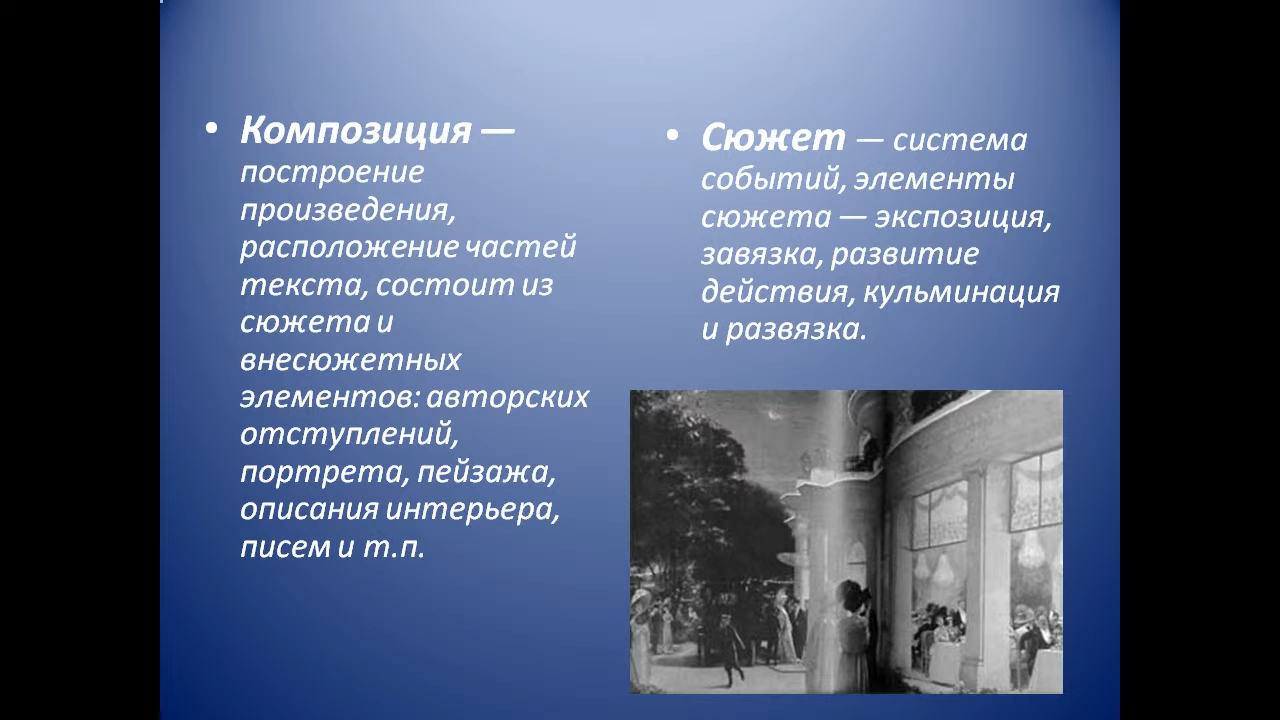 • Композиция —
построение
произведения,
расположение частей
текста, состоит из
сюжета и
внесюжетных
элементов: авторских
отступлений,
портрета, пейзажа,
описания интерьера,
писем и т.п.
• Сюжет — система
событий, элементы
сюжета — экспозиция,
завязка, развитие
действия, кульминация
и развязка.